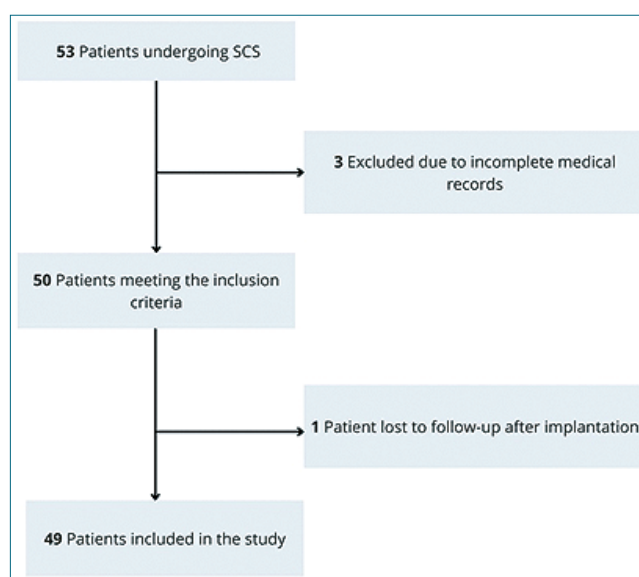 53 Patients undergoing SCS
3 Excluded due to incomplete medical
records
50 Patients meeting the inclusion
criteria
1 Patient lost to follow-up after implantation
49 Patients included in the study